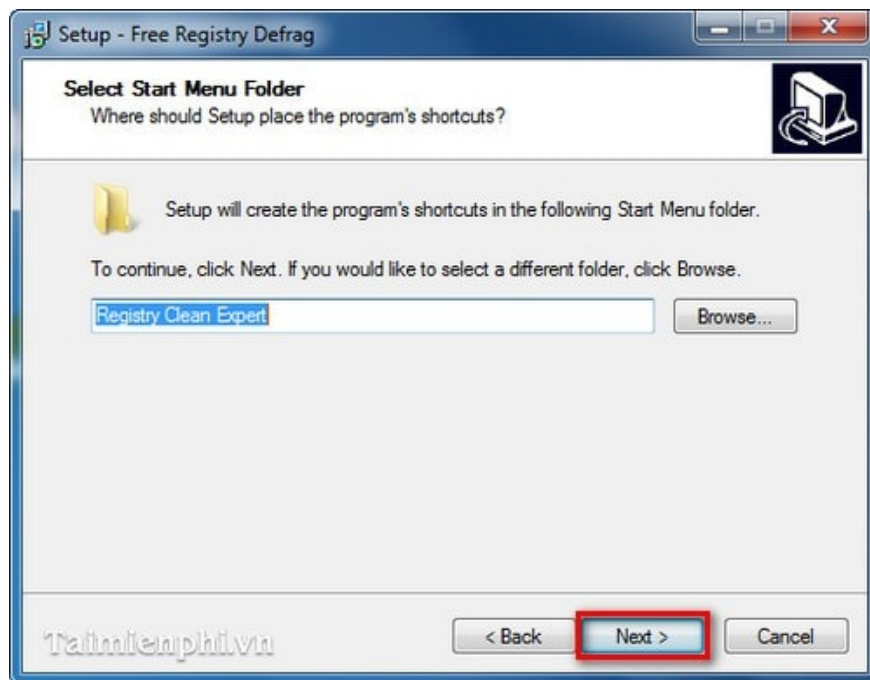 Setup - Free Registry Defrag
Select Start Menu Folder
Where should Setup place the program's shortcuts?
Setup will create the program's shortcuts in the following Start Menu folder.
To continue, click Next. If you would like to select a different folder, click Browse.
Registry Clean Expert
Browse...
Taimienphi.vn
< Back Next > Cancel